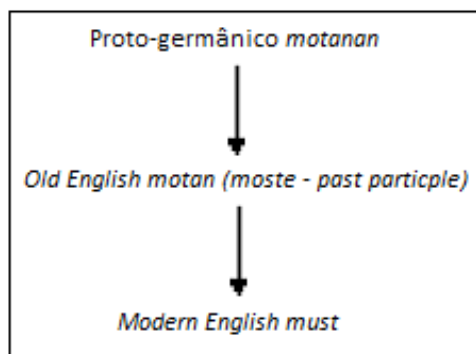 Proto-germânico motanan
Old English motan (moste - past particple)
Modern English must